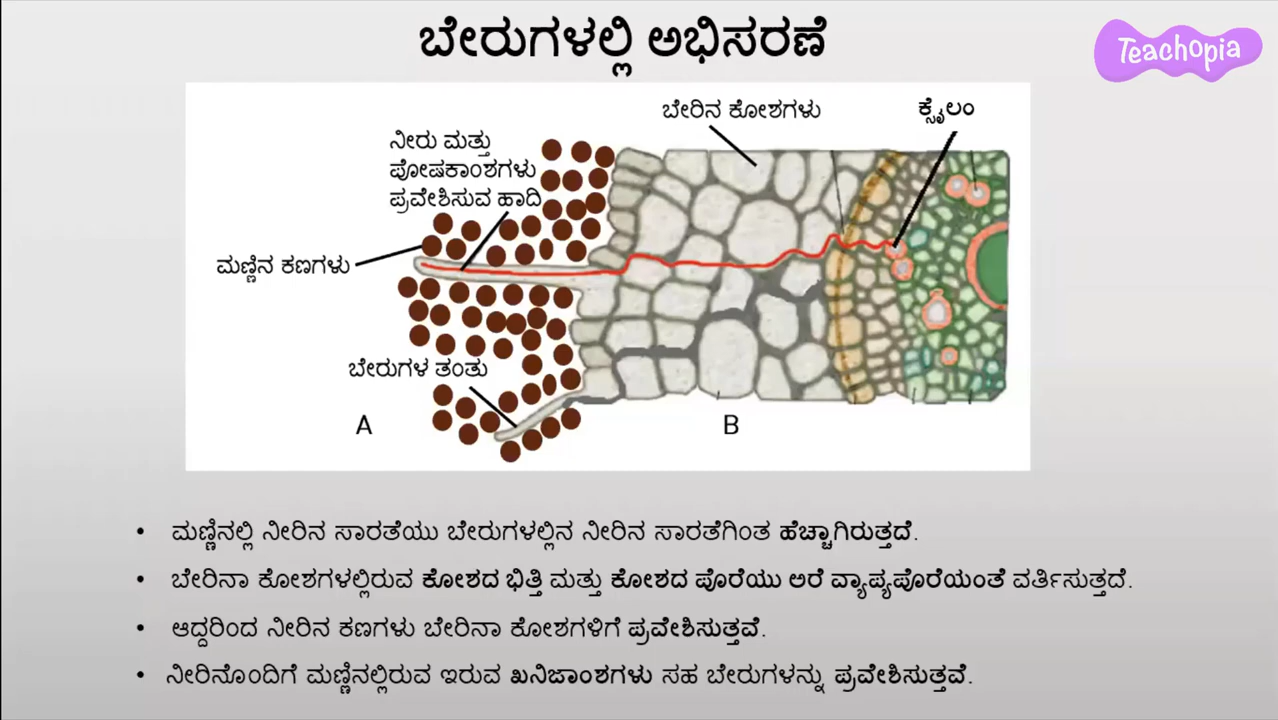 ಬೇರುಗಳಲ್ಲಿ ಅಭಿಸರಣೆ
Teachopia
ಬೇರಿನ ಕೋಶಗಳು
ಕ್ಸೈಲಂ
ನೀರು ಮತ್ತು
ಪೋಷಕಾಂಶಗಳು
ಪ್ರವೇಶಿಸುವ ಹಾದಿ
ಮಣ್ಣಿನ ಕಣಗಳು
ಬೇರುಗಳ ತಂತು
A
B
• ಮಣ್ಣಿನಲ್ಲಿ ನೀರಿನ ಸಾರತೆಯು ಬೇರುಗಳಲ್ಲಿನ ನೀರಿನ ಸಾರತೆಗಿಂತ ಹೆಚ್ಚಾಗಿರುತ್ತದೆ.
• ಬೇರಿನಾ ಕೋಶಗಳಲ್ಲಿರುವ ಕೋಶದ ಭಿತ್ತಿ ಮತ್ತು ಕೋಶದ ಪೊರೆಯು ಅರೆ ವ್ಯಾಪ್ಯಪೊರೆಯಂತೆ ವರ್ತಿಸುತ್ತದೆ.
• ಆದ್ದರಿಂದ ನೀರಿನ ಕಣಗಳು ಬೇರಿನಾ ಕೋಶಗಳಿಗೆ ಪ್ರವೇಶಿಸುತ್ತವೆ.
• ನೀರಿನೊಂದಿಗೆ ಮಣ್ಣಿನಲ್ಲಿರುವ ಇರುವ ಖನಿಜಾಂಶಗಳು ಸಹ ಬೇರುಗಳನ್ನು ಪ್ರವೇಶಿಸುತ್ತವೆ.